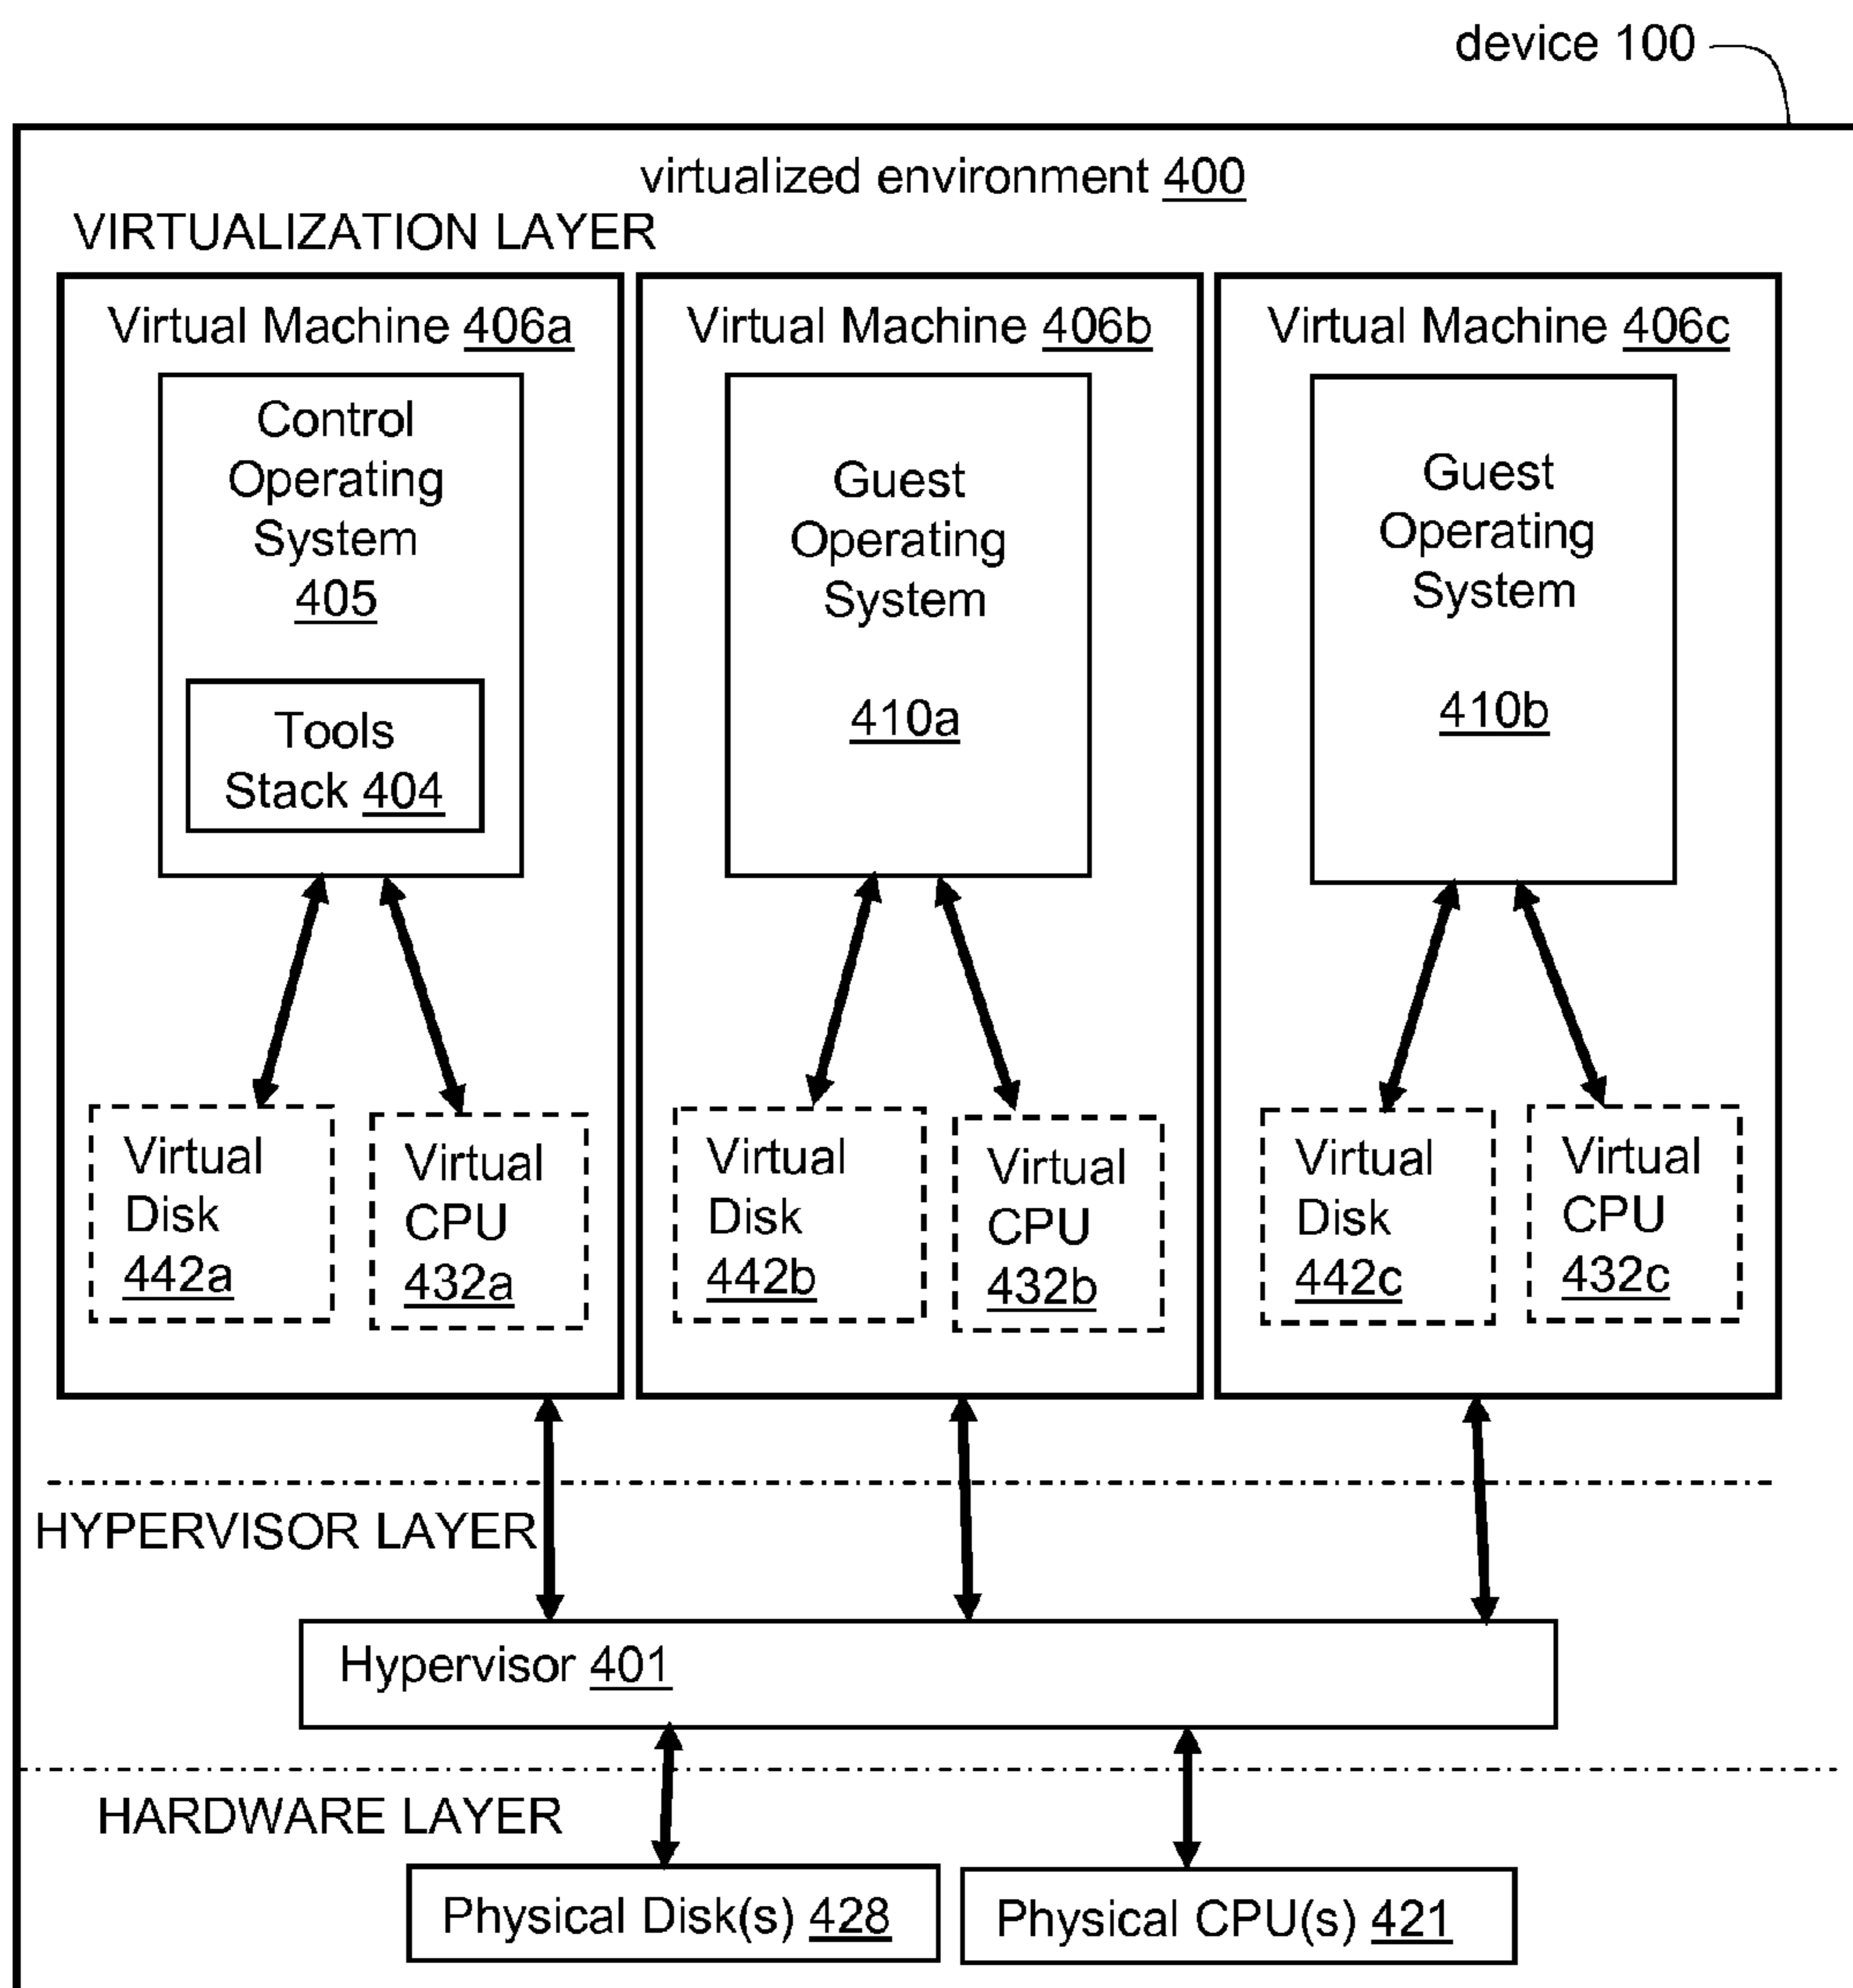 device 100
virtualized environment 400
VIRTUALIZATION LAYER
Virtual Machine 406a
Control
Operating
System
405
Tools
Stack 404
Virtual
Disk
442a
Virtual
CPU
432a
Virtual Machine 406b
Guest
Operating
System
410a
Virtual
Disk
442b
Virtual
CPU
432b
Virtual Machine 406c
Guest
Operating
System
410b
Virtual
Disk
442c
Virtual
CPU
432c
HYPERVISOR LAYER
Hypervisor 401
HARDWARE LAYER
Physical Disk(s) 428
Physical CPU(s) 421